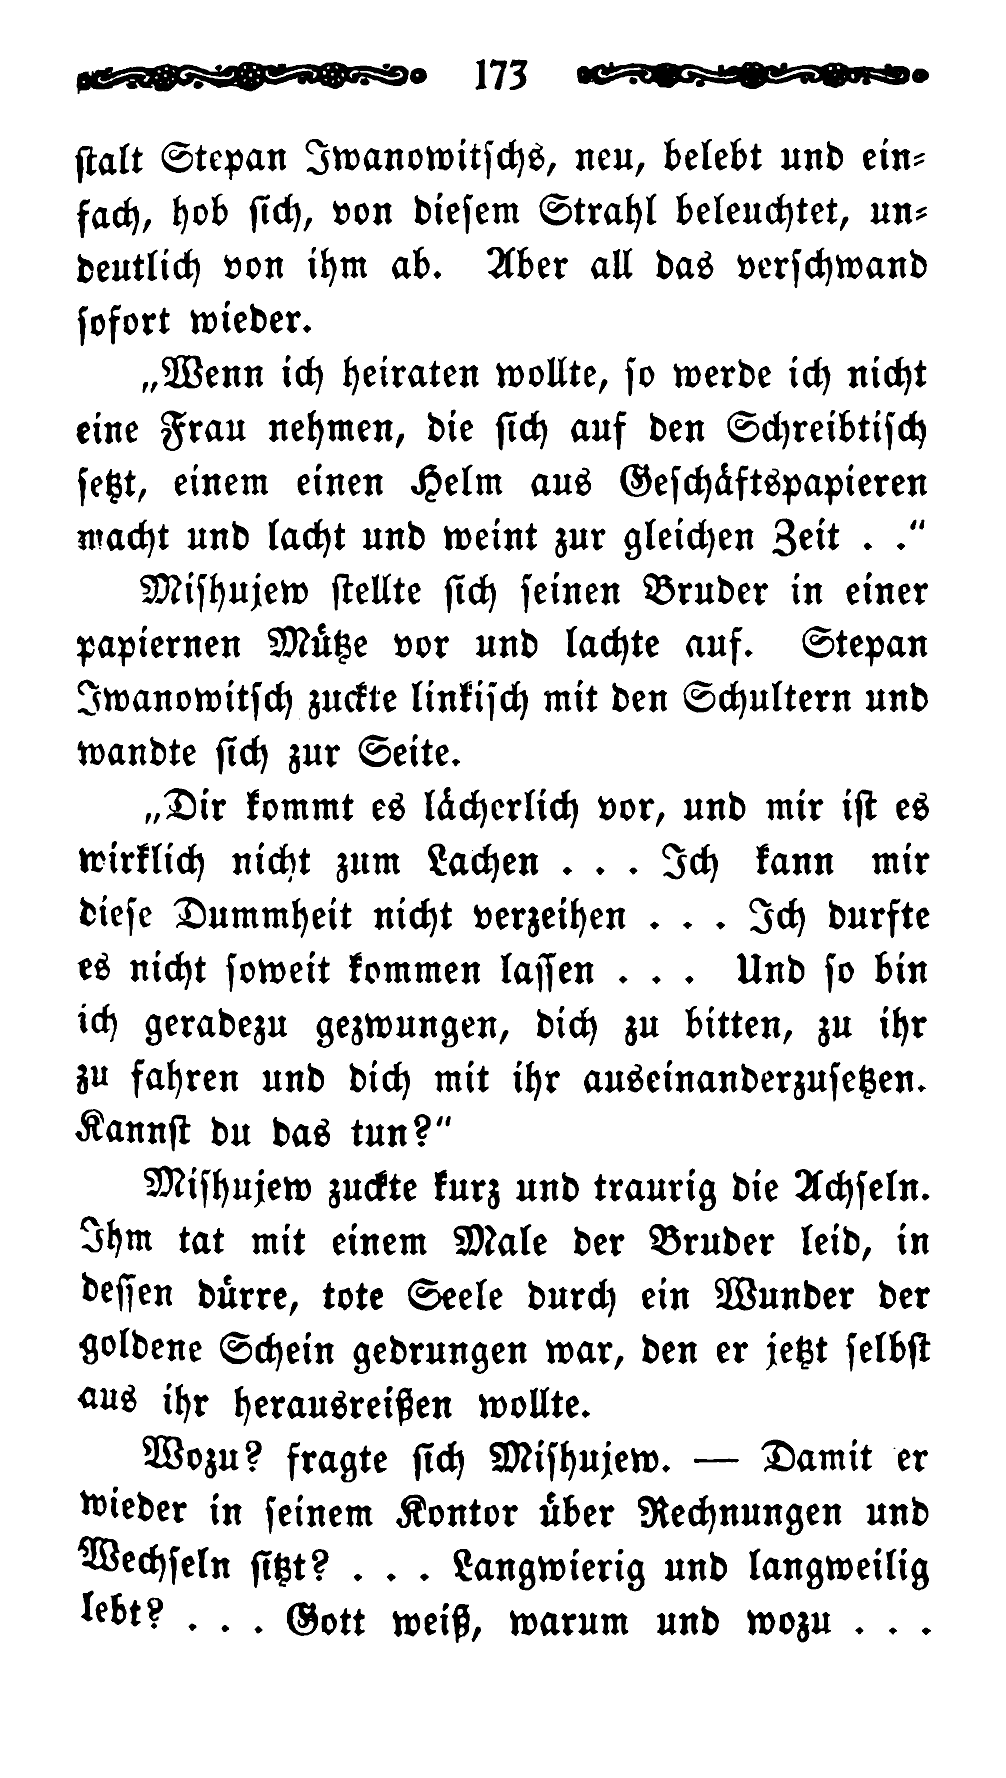 173
stalt Stepan Iwanowitschs, neu, belebt und ein-
fach, hob sich, von diesem Strahl beleuchtet, un-
deutlich von ihm ab. Aber all das verschwand
sofort wieder.
„Wenn ich heiraten wollte, so werde ich nicht
eine Frau nehmen, die sich auf den Schreibtisch
setzt, einem einen Helm aus Geschäftspapieren
macht und lacht und weint zur gleichen Zeit . .“
Mishujew stellte sich seinen Bruder in einer
papiernen Mütze vor und lachte auf. Stepan
Iwanowitsch zuckte linkisch mit den Schultern und
wandte sich zur Seite.
„Dir kommt es lächerlich vor, und mir ist es
wirklich nicht zum Lachen . . . Ich kann mir
diese Dummheit nicht verzeihen . . . Ich durfte
es nicht soweit kommen lassen . . . Und so bin
ich geradezu gezwungen, dich zu bitten, zu ihr
zu fahren und dich mit ihr auseinanderzusetzen.
Kannst du das tun?“
Mishujew zuckte kurz und traurig die Achseln.
Ihm tat mit einem Male der Bruder leid, in
dessen dürre, tote Seele durch ein Wunder der
goldene Schein gedrungen war, den er jetzt selbst
aus ihr herausreißen wollte.
Wozu? fragte sich Mishujew. — Damit er
wieder in seinem Kontor über Rechnungen und
Wechseln sitzt? . . . Langwierig und langweilig
lebt? . . . Gott weiß, warum und wozu . . .